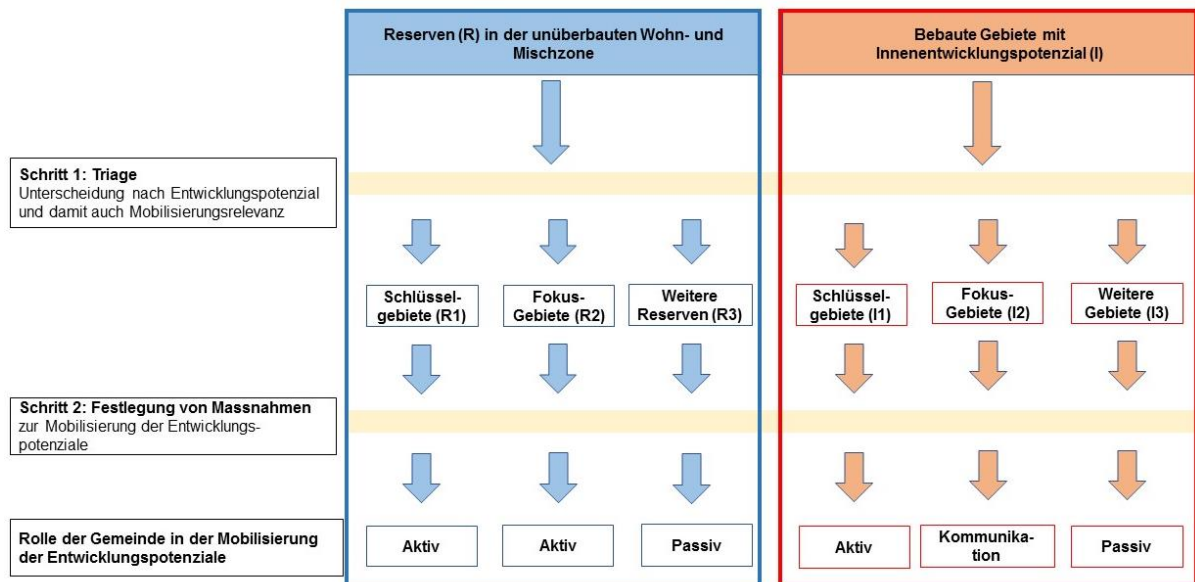 Reserven (R) in der unüberbauten Wohn- und
Mischzone
Bebaute Gebiete mit
Innenentwicklungspotenzial (I)
Schritt 1: Triage
Unterscheidung nach Entwicklungspotenzial
und damit auch Mobilisierungsrelevanz
Schlüssel-
gebiete (R1)
Fokus-
Gebiete (R2)
Weitere
Reserven (R3)
Schlüssel-
gebiete (I1)
Fokus-
Gebiete (I2)
Weitere
Gebiete (I3)
Schritt 2: Festlegung von Massnahmen
zur Mobilisierung der Entwicklungs-
potenziale
Rolle der Gemeinde in der Mobilisierung
der Entwicklungspotenziale
Aktiv
Aktiv
Passiv
Aktiv
Kommunika-
tion
Passiv